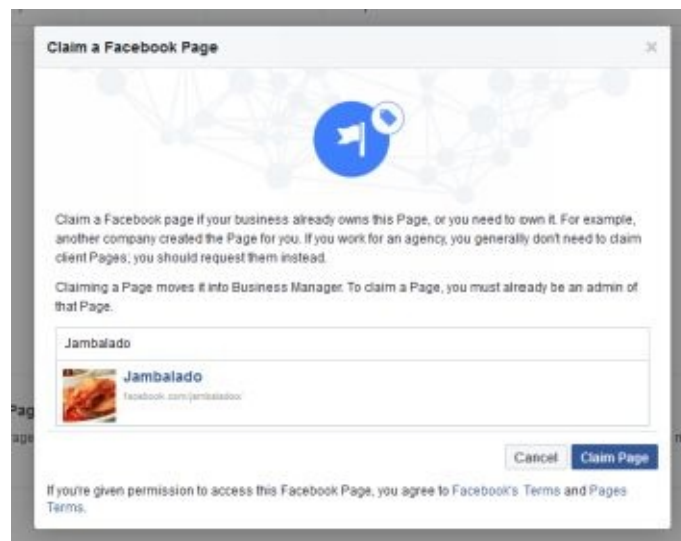 Claim a Facebook Page
Claim a Facebook page if your business already owns this Page, or you need to own it. For example,
another company created the Page for you. If you work for an agency, you generally don't need to claim
client Pages; you should request them instead.
Claiming a Page moves it into Business Manager. To claim a Page, you must already be an admin of
that Page.
Jambalado
Jambalado
Pag
age
Cancel
Claim Page
If you're given permission to access this Facebook Page, you agree to Facebook's Terms and Pages
Terms.